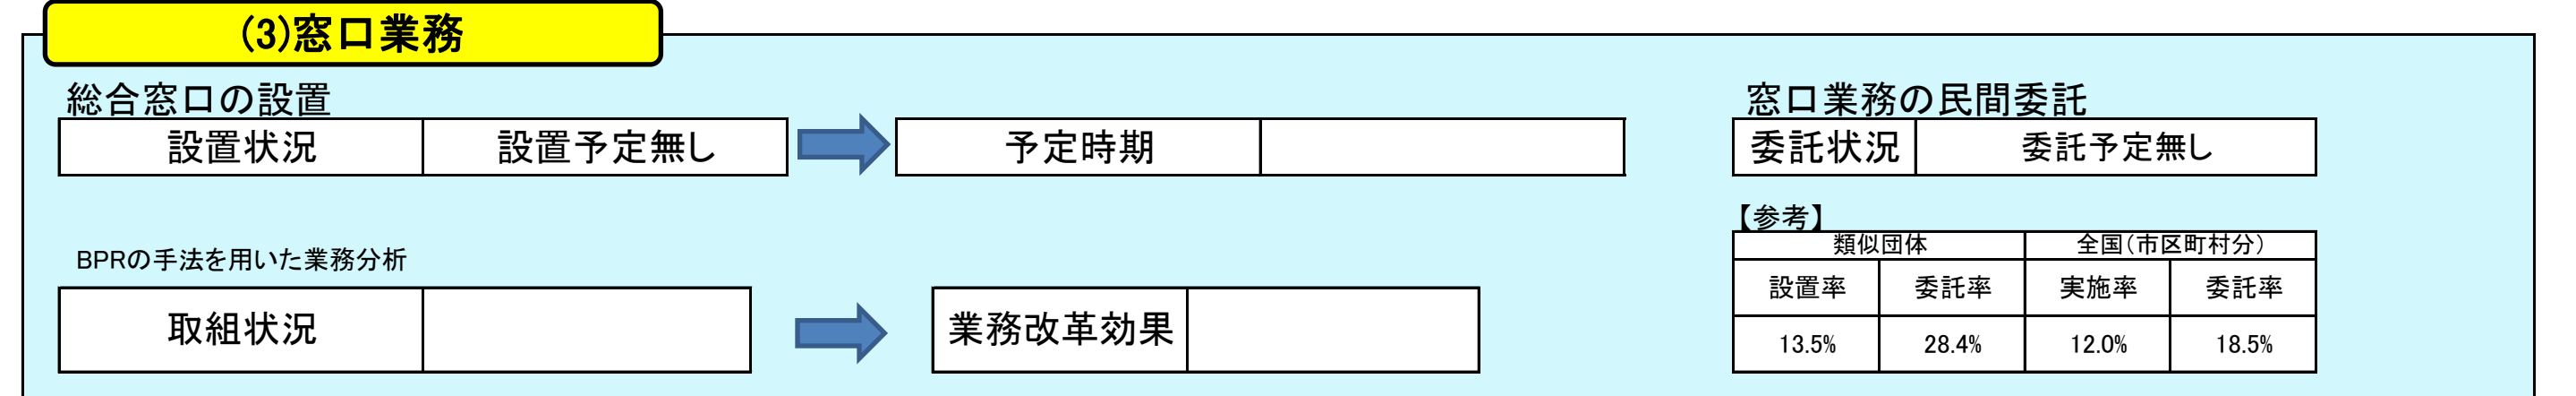 (3)窓口業務
総合窓口の設置
設置状況 設置予定無し 予定時期
窓口業務の民間委託
委託状況 委託予定無し
BPRの手法を用いた業務分析
取組状況 業務改革効果
【参考】
類似団体 全国(市区町村分)
設置率 委託率 実施率 委託率
13.5% 28.4% 12.0% 18.5%